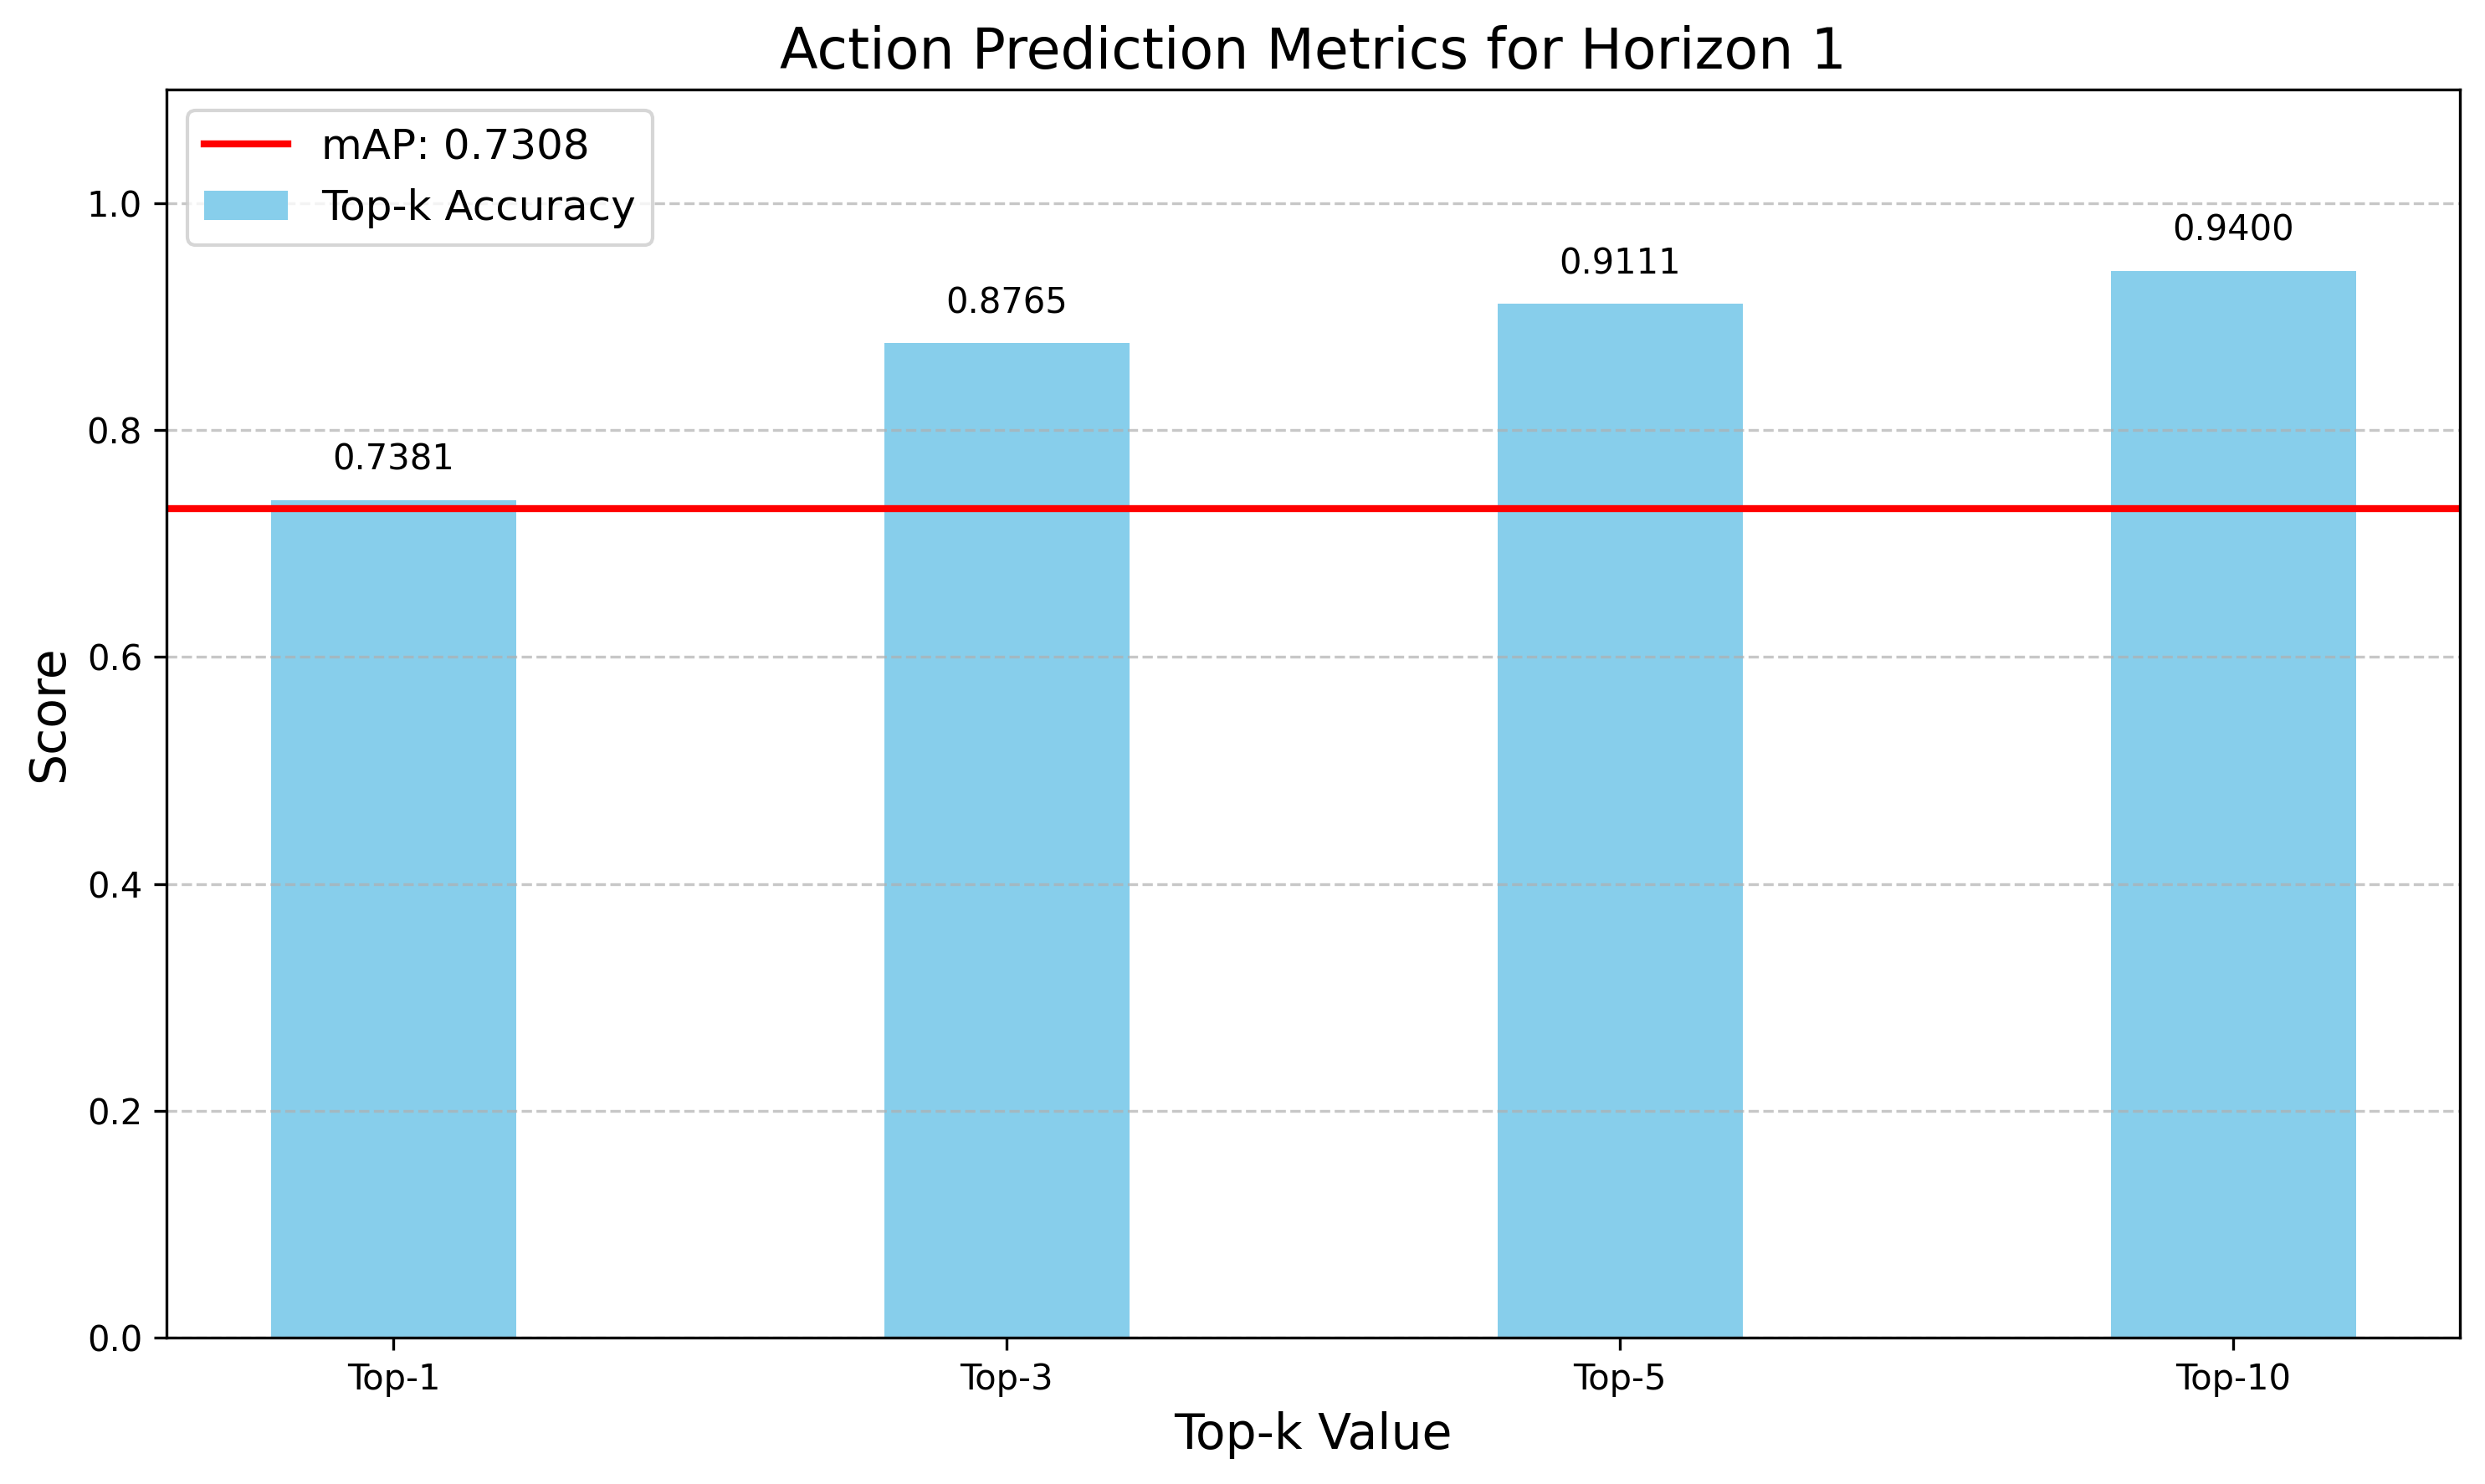 Action Prediction Metrics for Horizon 1
mAP: 0.7308
Top-k Accuracy
1.0
0.8
0.6
0.4
0.2
0.0
Score
0.7381
0.8765
0.9111
0.9400
Top-1
Top-3
Top-5
Top-10
Top-k Value